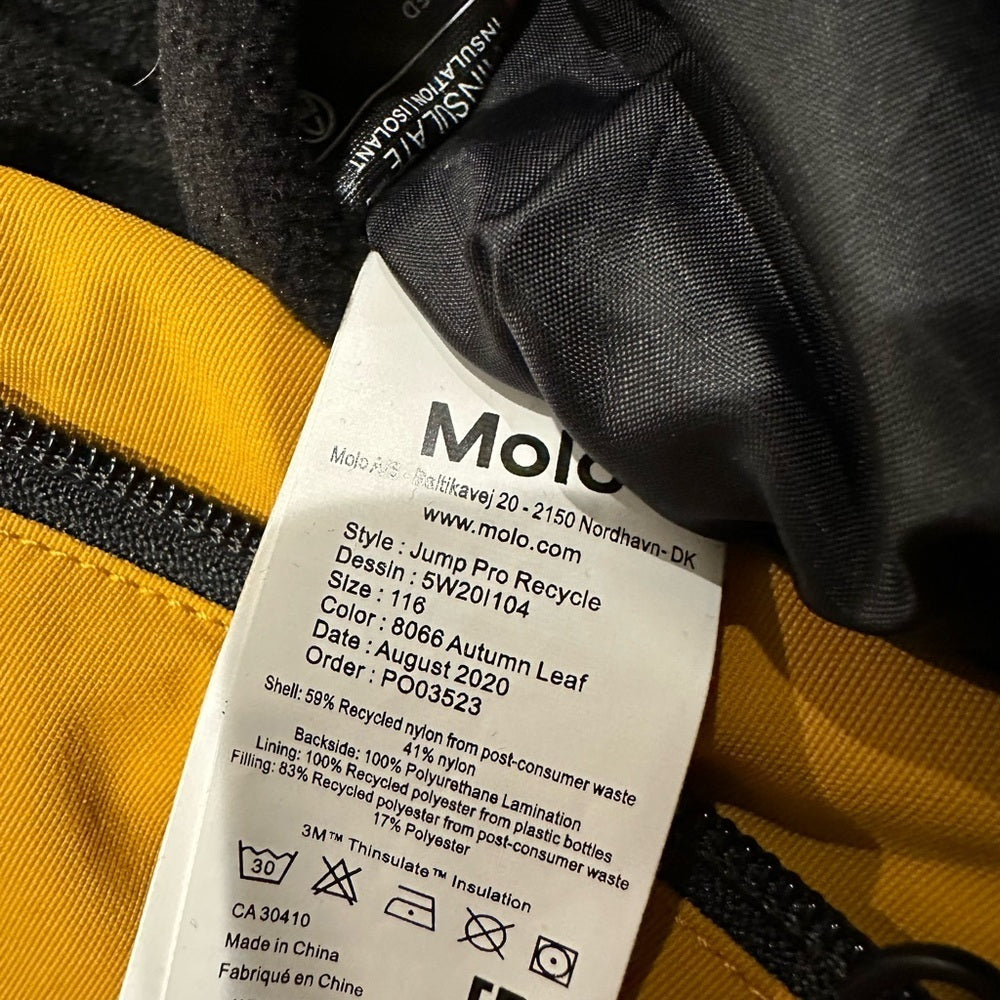 THINSULATE
INSULATION | ISOLANT
Molo
Molo A/S - Baltikavej 20 - 2150 Nordhavn- DK
www.molo.com
Style : Jump Pro Recycle
Dessin : 5W20I104
Size : 116
Color : 8066 Autumn Leaf
Date : August 2020
Order : PO03523
Shell: 59% Recycled nylon from post-consumer waste
41% nylon
Backside: 100% Polyurethane Lamination
Lining: 100% Recycled polyester from plastic bottles
Filling: 83% Recycled polyester from post-consumer waste
17% Polyester
3M™ Thinsulate™ Insulation
30
CA 30410
Made in China
Fabriqué en Chine